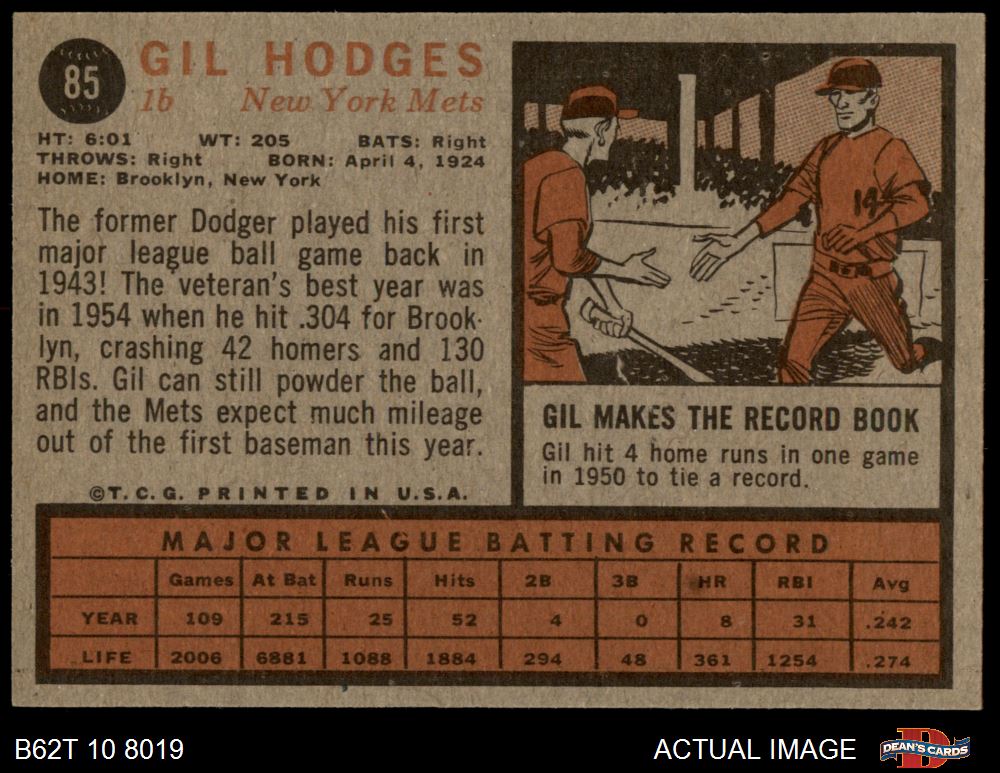 85
GIL HODGES
1b New York Mets
HT: 6:01 WT: 205 BATS: Right
THROWS: Right BORN: April 4, 1924
HOME: Brooklyn, New York
The former Dodger played his first
major league ball game back in
1943! The veteran's best year was
in 1954 when he hit .304 for Brook-
lyn, crashing 42 homers and 130
RBIs. Gil can still powder the ball,
and the Mets expect much mileage
out of the first baseman this year.
©T.C.G. PRINTED IN U.S.A.
14
GIL MAKES THE RECORD BOOK
Gil hit 4 home runs in one game
in 1950 to tie a record.
MAJOR LEAGUE BATTING RECORD
Games At Bat Runs Hits 2B 3B HR RBI Avg
YEAR 109 215 25 52 4 0 8 31 .242
LIFE 2006 6881 1088 1884 294 48 361 1254 .274
B62T 10 8019
ACTUAL IMAGE
DEAN'S CARDS